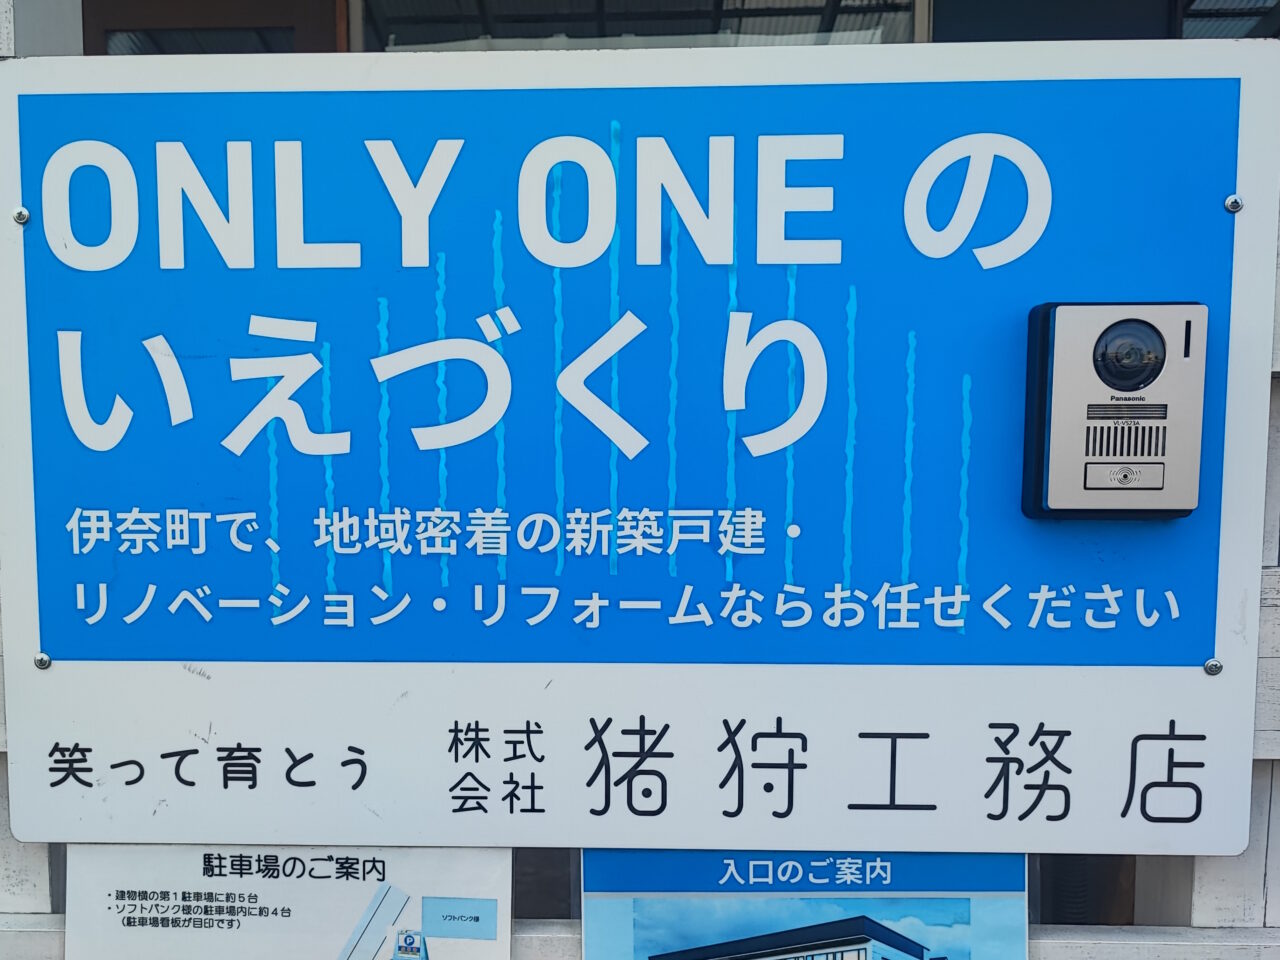 ONLY ONE の
いえづくり
Panasonic
VL-V523A
伊奈町で、地域密着の新築戸建・
リノベーション・リフォームならお任せください
笑って育とう
株式会社 猪狩工務店
駐車場のご案内
・建物横の第１駐車場に約５台
・ソフトバンク様の駐車場内に約４台
（駐車場看板が目印です）
ソフトバンク様
P
入口のご案内